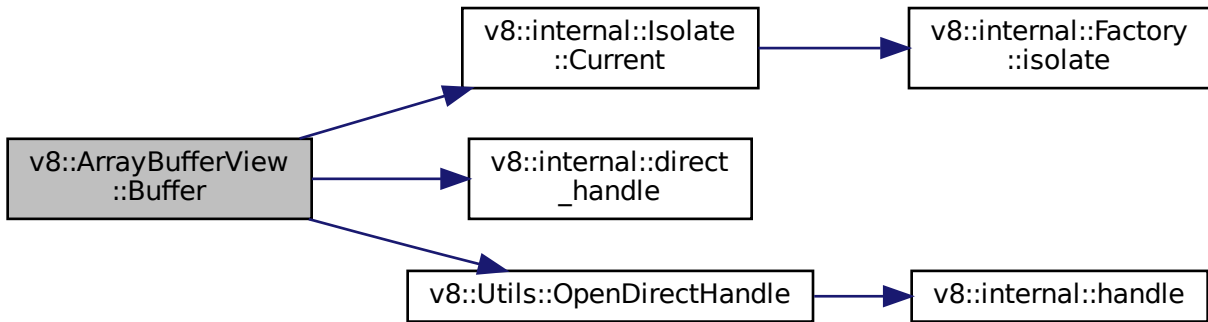 v8::ArrayBufferView
::Buffer
v8::internal::Isolate
::Current
v8::internal::Factory
::isolate
v8::internal::direct
_handle
v8::Utils::OpenDirectHandle
v8::internal::handle